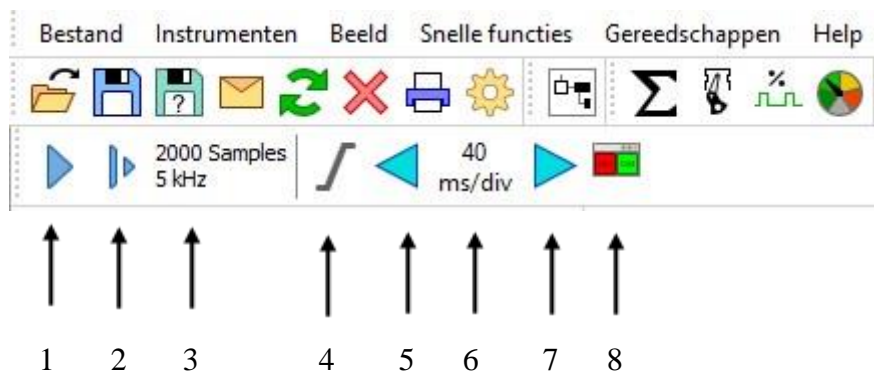 Bestand Instrumenten Beeld Snelle functies Gereedschappen Help
?
%
2000 Samples
5 kHz
40
ms/div
1 2 3 4 5 6 7 8